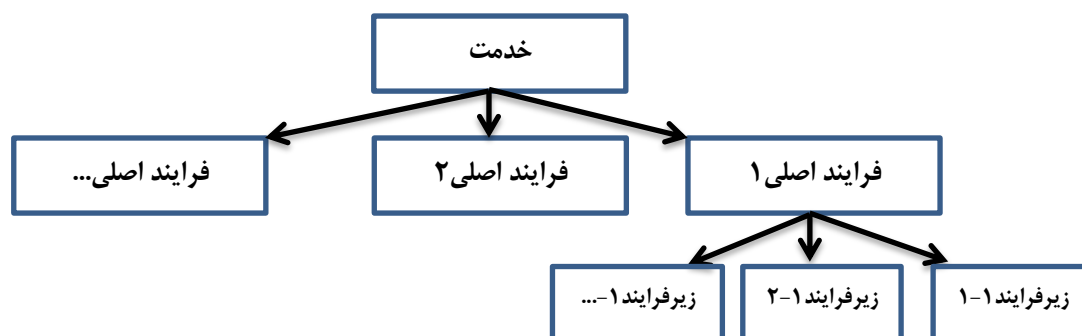 خدمت
فرایند اصلی۱
فرایند اصلی۲
فرایند اصلی...
زیرفرایند۱-۱
زیرفرایند۱-۲
زیرفرایند۱-...